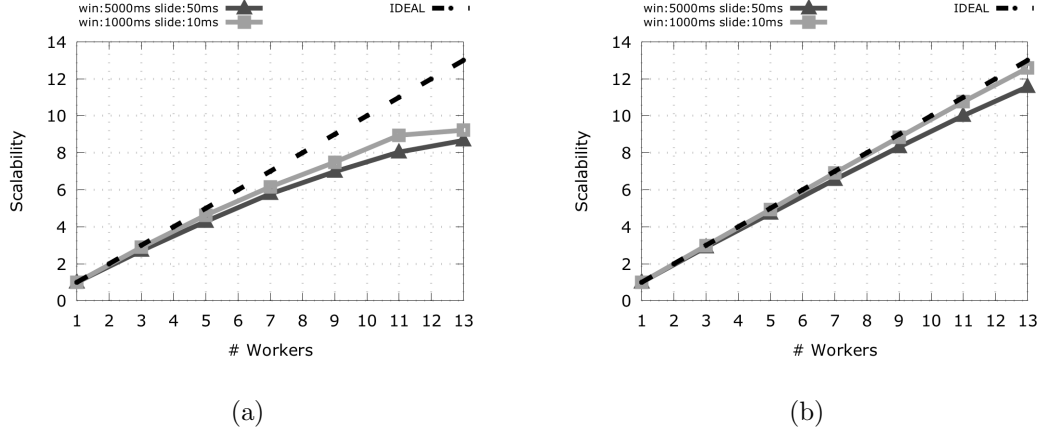 win:5000ms slide:50ms
win:1000ms slide:10ms
IDEAL
14
12
10
8
6
4
2
0
Scalability
1 2 3 4 5 6 7 8 9 10 11 12 13
# Workers
(a)
win:5000ms slide:50ms
win:1000ms slide:10ms
IDEAL
14
12
10
8
6
4
2
0
Scalability
1 2 3 4 5 6 7 8 9 10 11 12 13
# Workers
(b)